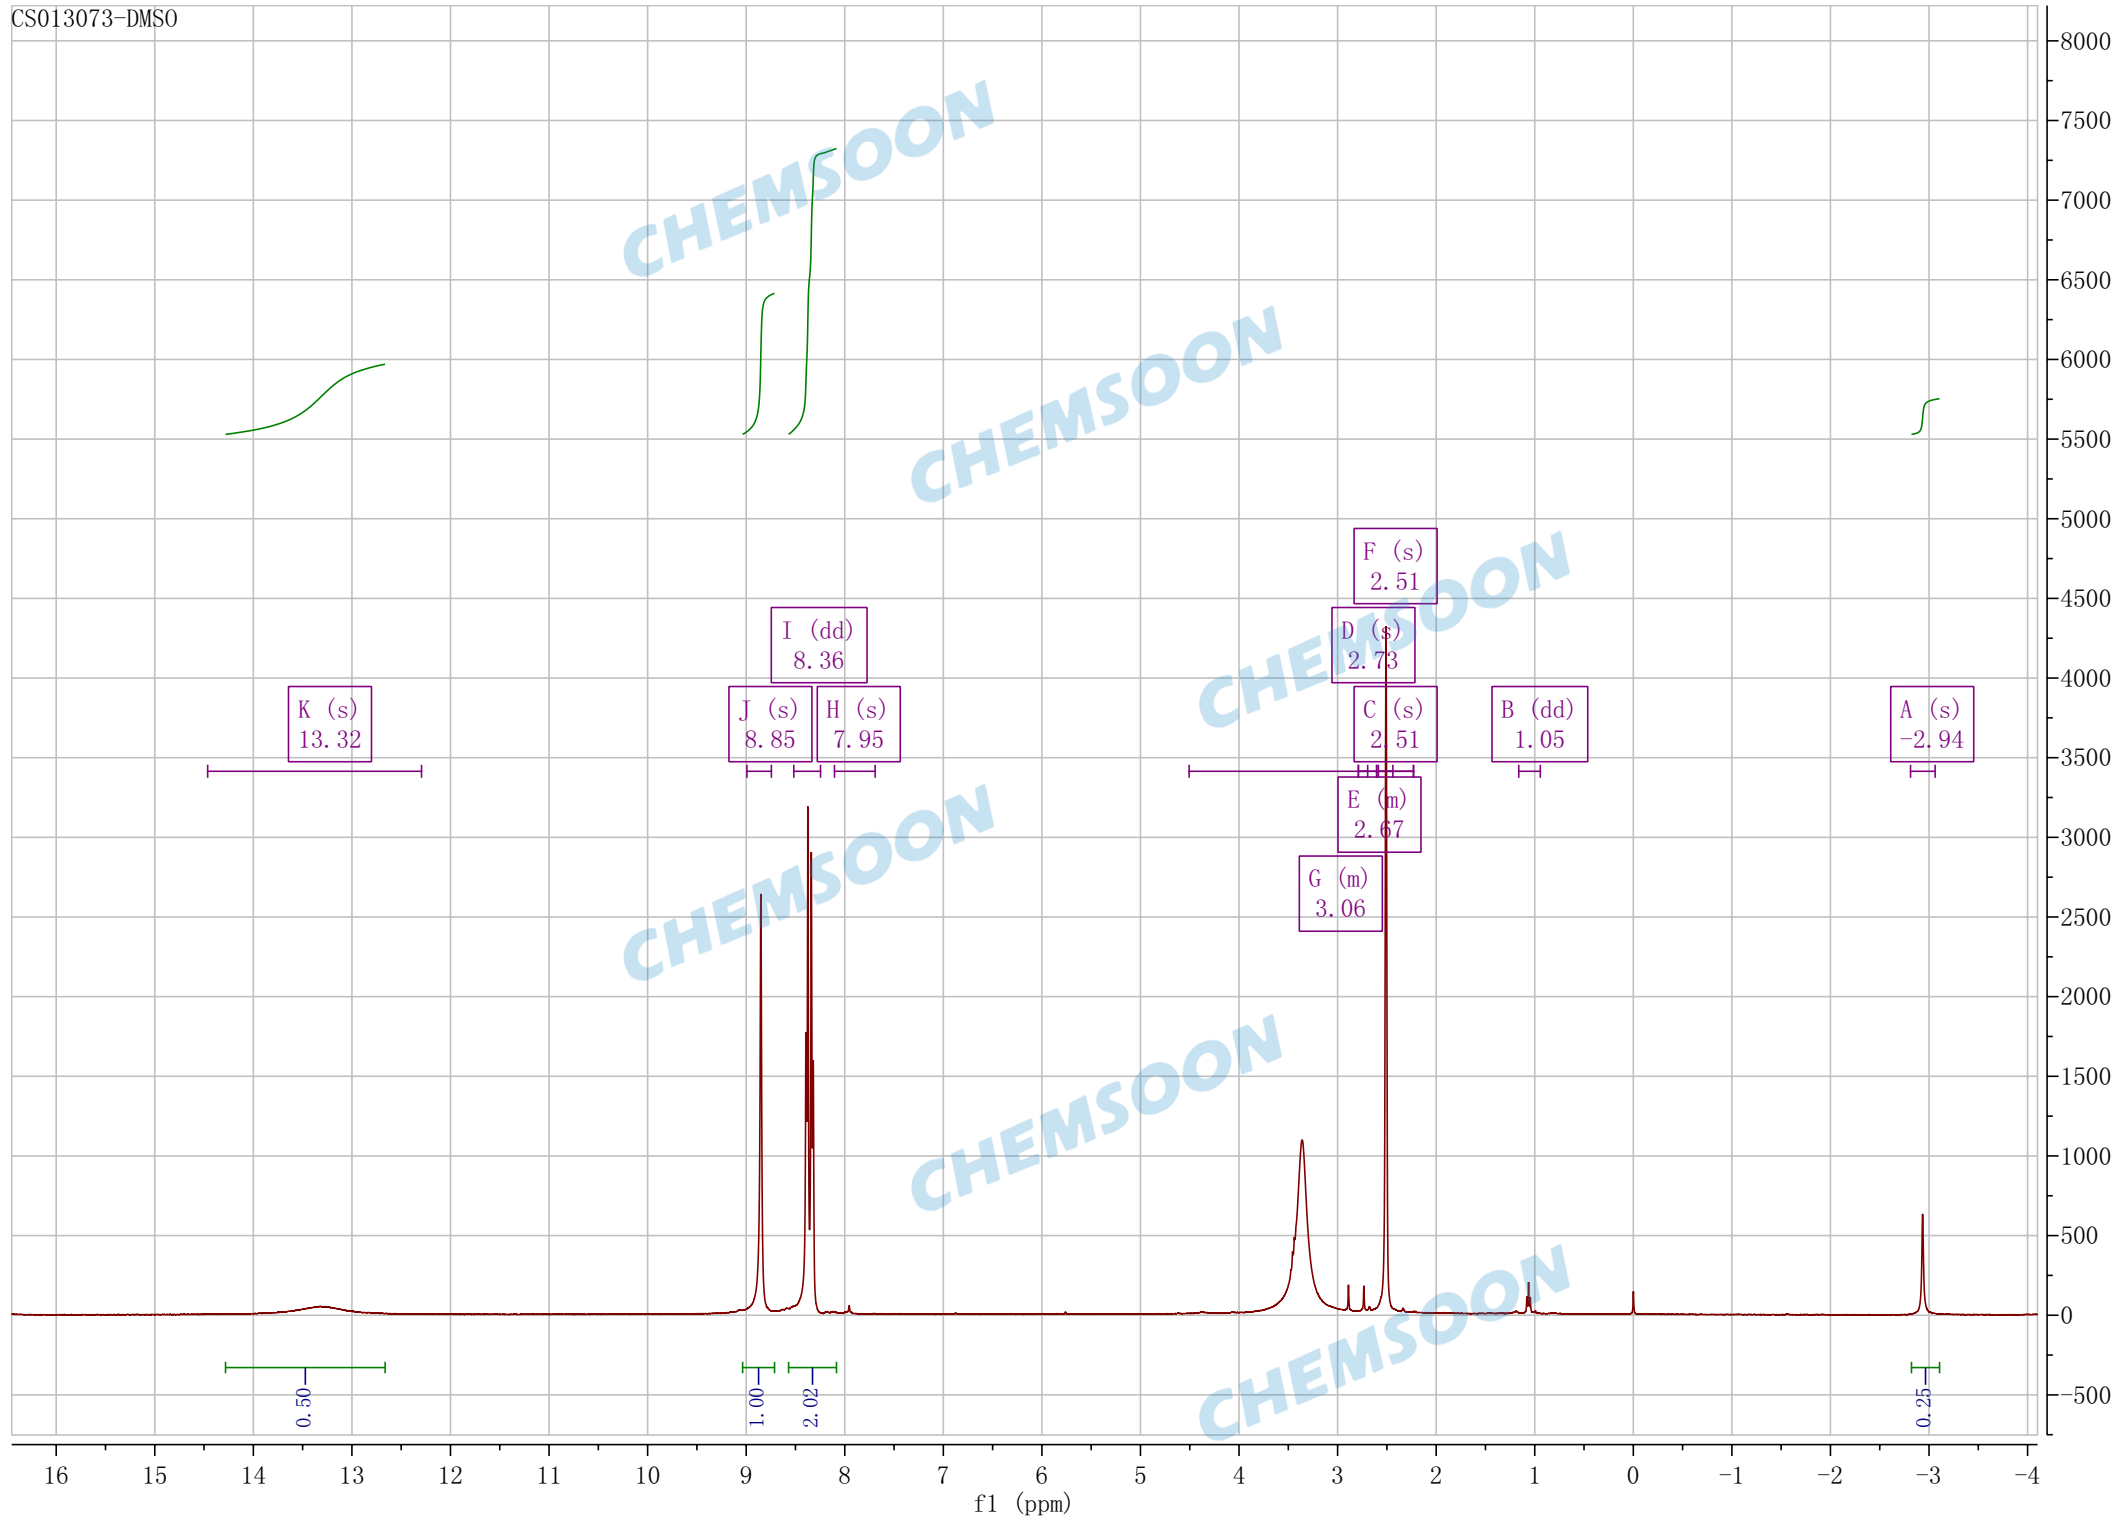 CS013073-DMSO
CHEMSOON
CHEMSOON
CHEMSOON
CHEMSOON
CHEMSOON
CHEMSOON
8000
7500
7000
6500
6000
5500
5000
4500
4000
3500
3000
2500
2000
1500
1000
500
0
-500
F (s)
2.51
I (dd)
8.36
D (s)
2.73
K (s)
13.32
J (s)
8.85
H (s)
7.95
C (s)
2.51
B (dd)
1.05
A (s)
-2.94
E (m)
2.67
G (m)
3.06
0.50
1.00
2.02
0.25
16 15 14 13 12 11 10 9 8 7 6 5 4 3 2 1 0 -1 -2 -3 -4
f1 (ppm)